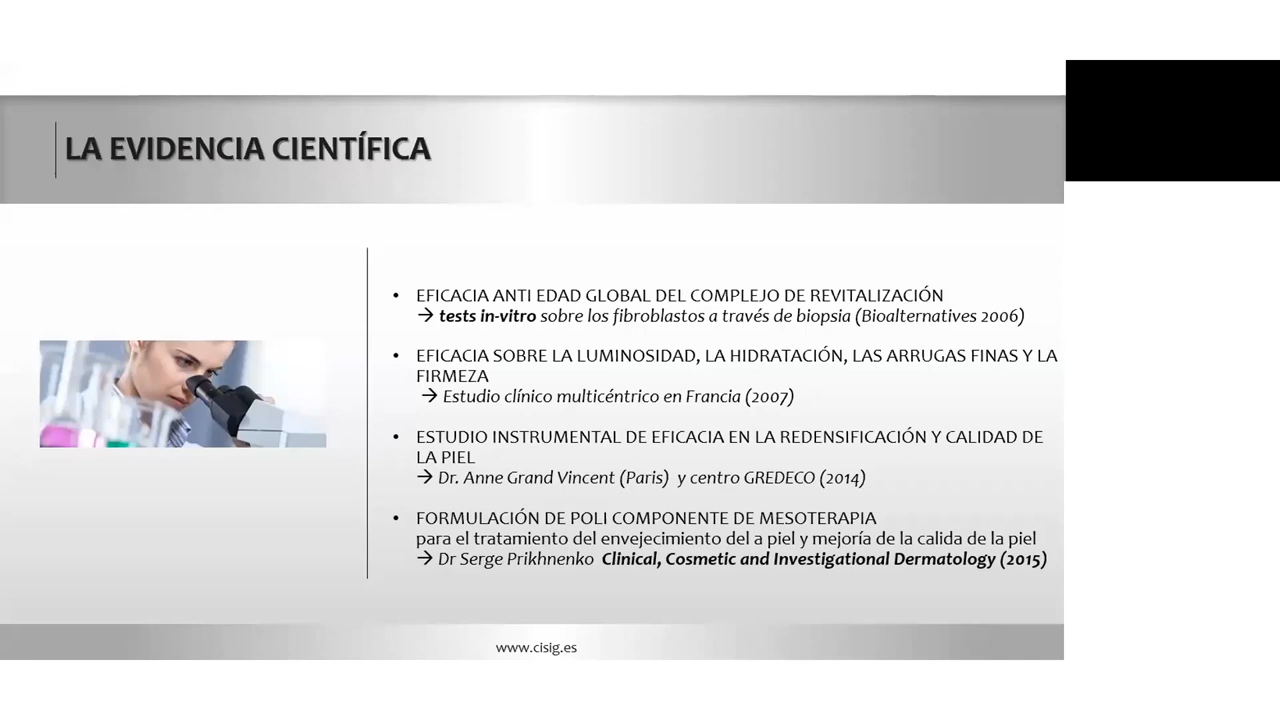 LA EVIDENCIA CIENTÍFICA
• EFICACIA ANTI EDAD GLOBAL DEL COMPLEJO DE REVITALIZACIÓN
→ tests in-vitro sobre los fibroblastos a través de biopsia (Bioalternatives 2006)
• EFICACIA SOBRE LA LUMINOSIDAD, LA HIDRATACIÓN, LAS ARRUGAS FINAS Y LA
FIRMEZA
→ Estudio clínico multicéntrico en Francia (2007)
• ESTUDIO INSTRUMENTAL DE EFICACIA EN LA REDENSIFICACIÓN Y CALIDAD DE
LA PIEL
→ Dr. Anne Grand Vincent (Paris) y centro GREDECO (2014)
• FORMULACIÓN DE POLI COMPONENTE DE MESOTERAPIA
para el tratamiento del envejecimiento del a piel y mejoría de la calida de la piel
→ Dr Serge Prikhnenko Clinical, Cosmetic and Investigational Dermatology (2015)
www.cisig.es